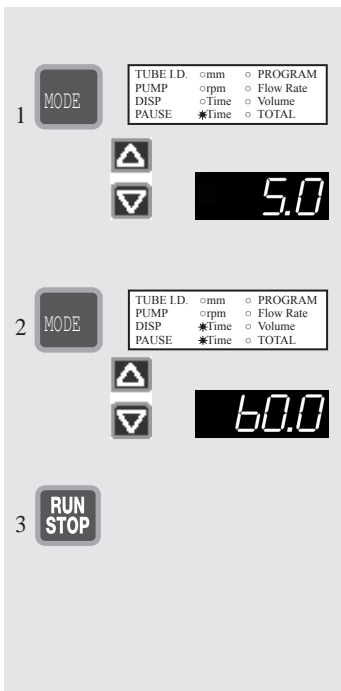 1 MODE
TUBE I.D. ○mm ○ PROGRAM
PUMP ○rpm ○ Flow Rate
DISP ○Time ○ Volume
PAUSE ✷Time ○ TOTAL
5.0
2 MODE
TUBE I.D. ○mm ○ PROGRAM
PUMP ○rpm ○ Flow Rate
DISP ✷Time ○ Volume
PAUSE ✷Time ○ TOTAL
60.0
3 RUN
STOP